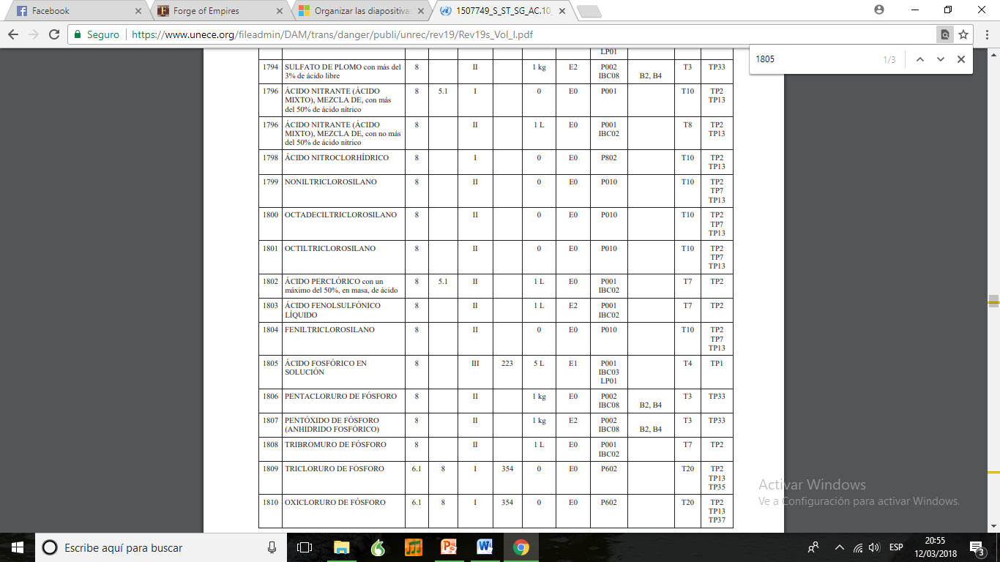 Facebook
Forge of Empires
Organizar las diapositivas
1507749_S_ST_SG_AC.10
Seguro
https://www.unece.org/fileadmin/DAM/trans/danger/publi/unrec/rev19/Rev19s_Vol_I.pdf
1805
1/3
LP01
1794 SULFATO DE PLOMO con más del 8 II 1 kg E2 P002 T3 TP33
3% de ácido libre IBC08 B2, B4
1796 ÁCIDO NITRANTE (ÁCIDO 8 5.1 I 0 E0 P001 T10 TP2
MIXTO), MEZCLA DE, con más TP13
del 50% de ácido nítrico
1796 ÁCIDO NITRANTE (ÁCIDO 8 II 1 L E0 P001 T8 TP2
MIXTO), MEZCLA DE, con no más IBC02 TP13
del 50% de ácido nítrico
1798 ÁCIDO NITROCLORHÍDRICO 8 I 0 E0 P802 T10 TP2
TP13
1799 NONILTRICLOROSILANO 8 II 0 E0 P010 T10 TP2
TP7
TP13
1800 OCTADECILTRICLOROSILANO 8 II 0 E0 P010 T10 TP2
TP7
TP13
1801 OCTILTRICLOROSILANO 8 II 0 E0 P010 T10 TP2
TP7
TP13
1802 ÁCIDO PERCLÓRICO con un 8 5.1 II 1 L E0 P001 T7 TP2
máximo del 50%, en masa, de ácido IBC02
1803 ÁCIDO FENOLSULFÓNICO 8 II 1 L E2 P001 T7 TP2
LÍQUIDO IBC02
1804 FENILTRICLOROSILANO 8 II 0 E0 P010 T10 TP2
TP7
TP13
1805 ÁCIDO FOSFÓRICO EN 8 III 223 5 L E1 P001 T4 TP1
SOLUCIÓN IBC03
LP01
1806 PENTACLORURO DE FÓSFORO 8 II 1 kg E0 P002 T3 TP33
IBC08 B2, B4
1807 PENTÓXIDO DE FÓSFORO 8 II 1 kg E2 P002 T3 TP33
(ANHIDRIDO FOSFÓRICO) IBC08 B2, B4
1808 TRIBROMURO DE FÓSFORO 8 II 1 L E0 P001 T7 TP2
IBC02
1809 TRICLORURO DE FÓSFORO 6.1 8 I 354 0 E0 P602 T20 TP2
TP13
TP35
1810 OXICLORURO DE FÓSFORO 6.1 8 I 354 0 E0 P602 T20 TP2
TP13
TP37
Activar Windows
Ve a Configuración para activar Windows.
Escribe aquí para buscar
ESP
20:55
12/03/2018
3